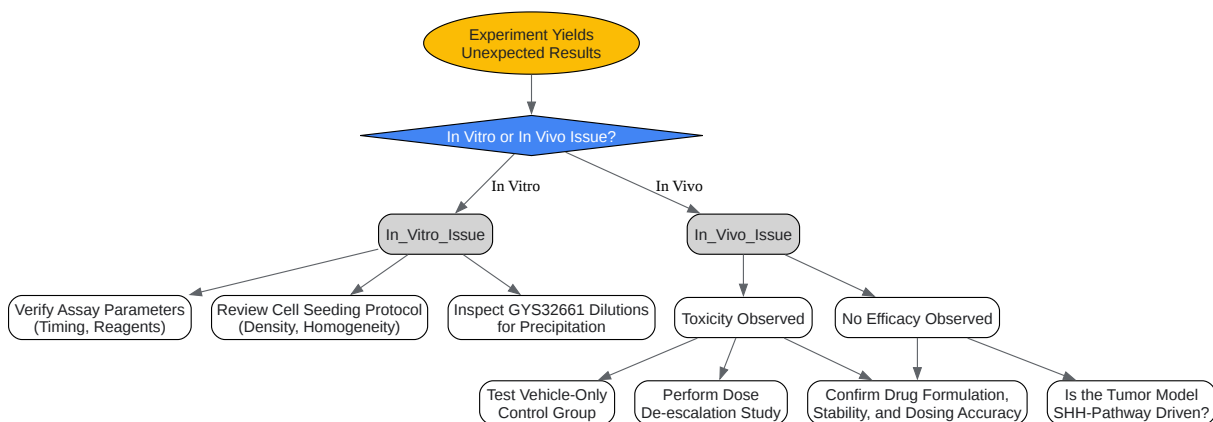 Experiment Yields
Unexpected Results
In Vitro or In Vivo Issue?
In Vitro
In Vivo
In_Vitro_Issue
In_Vivo_Issue
Verify Assay Parameters
(Timing, Reagents)
Review Cell Seeding Protocol
(Density, Homogeneity)
Inspect GYS32661 Dilutions
for Precipitation
Toxicity Observed
No Efficacy Observed
Test Vehicle-Only
Control Group
Perform Dose
De-escalation Study
Confirm Drug Formulation,
Stability, and Dosing Accuracy
Is the Tumor Model
SHH-Pathway Driven?